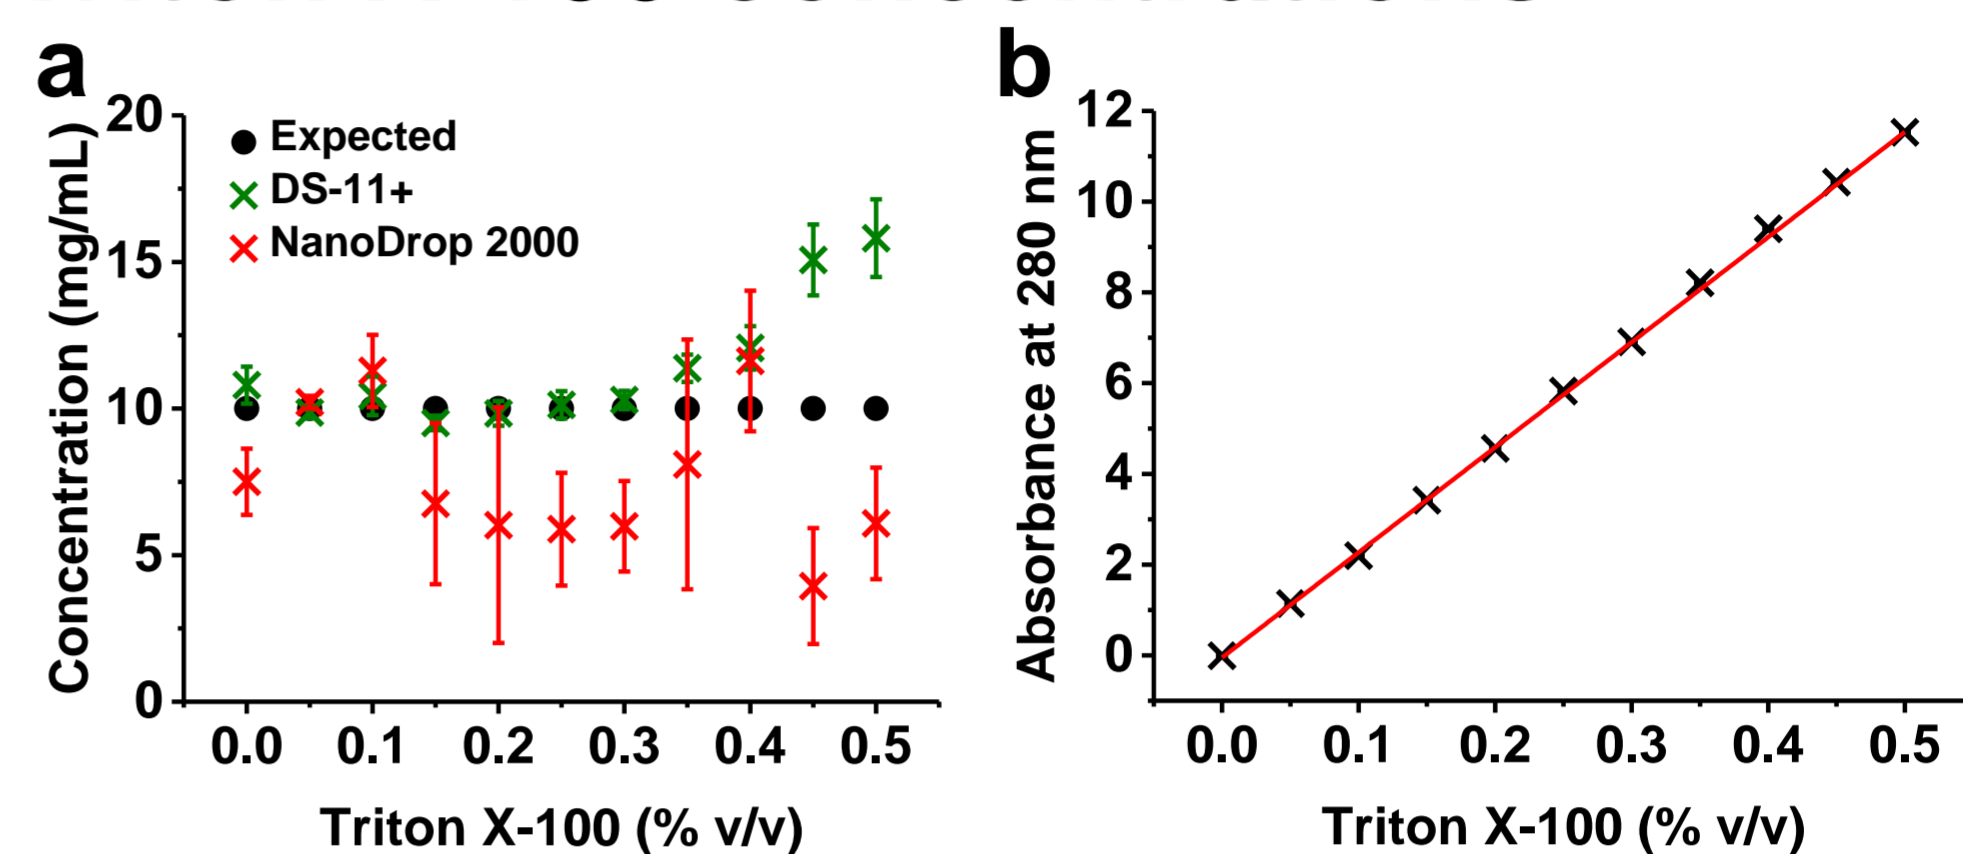 a
20
15
10
5
0
Concentration (mg/mL)
Expected
DS-11+
NanoDrop 2000
0.0 0.1 0.2 0.3 0.4 0.5
Triton X-100 (% v/v)
b
12
10
8
6
4
2
0
Absorbance at 280 nm
0.0 0.1 0.2 0.3 0.4 0.5
Triton X-100 (% v/v)